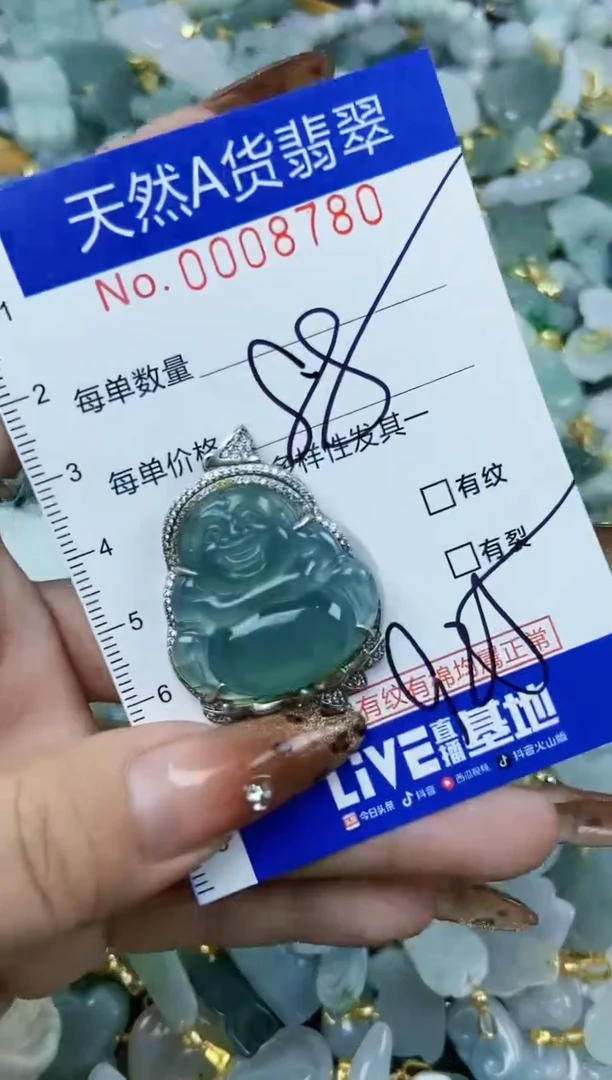 天然A货翡翠
No.0008780
1
每单数量
2
88
每单价格
多样性发其一
3
有纹
4
有裂
5
有纹有棉均属正常
6
LiVE直播基地
今日头条 抖音 西瓜视频 抖音火山版